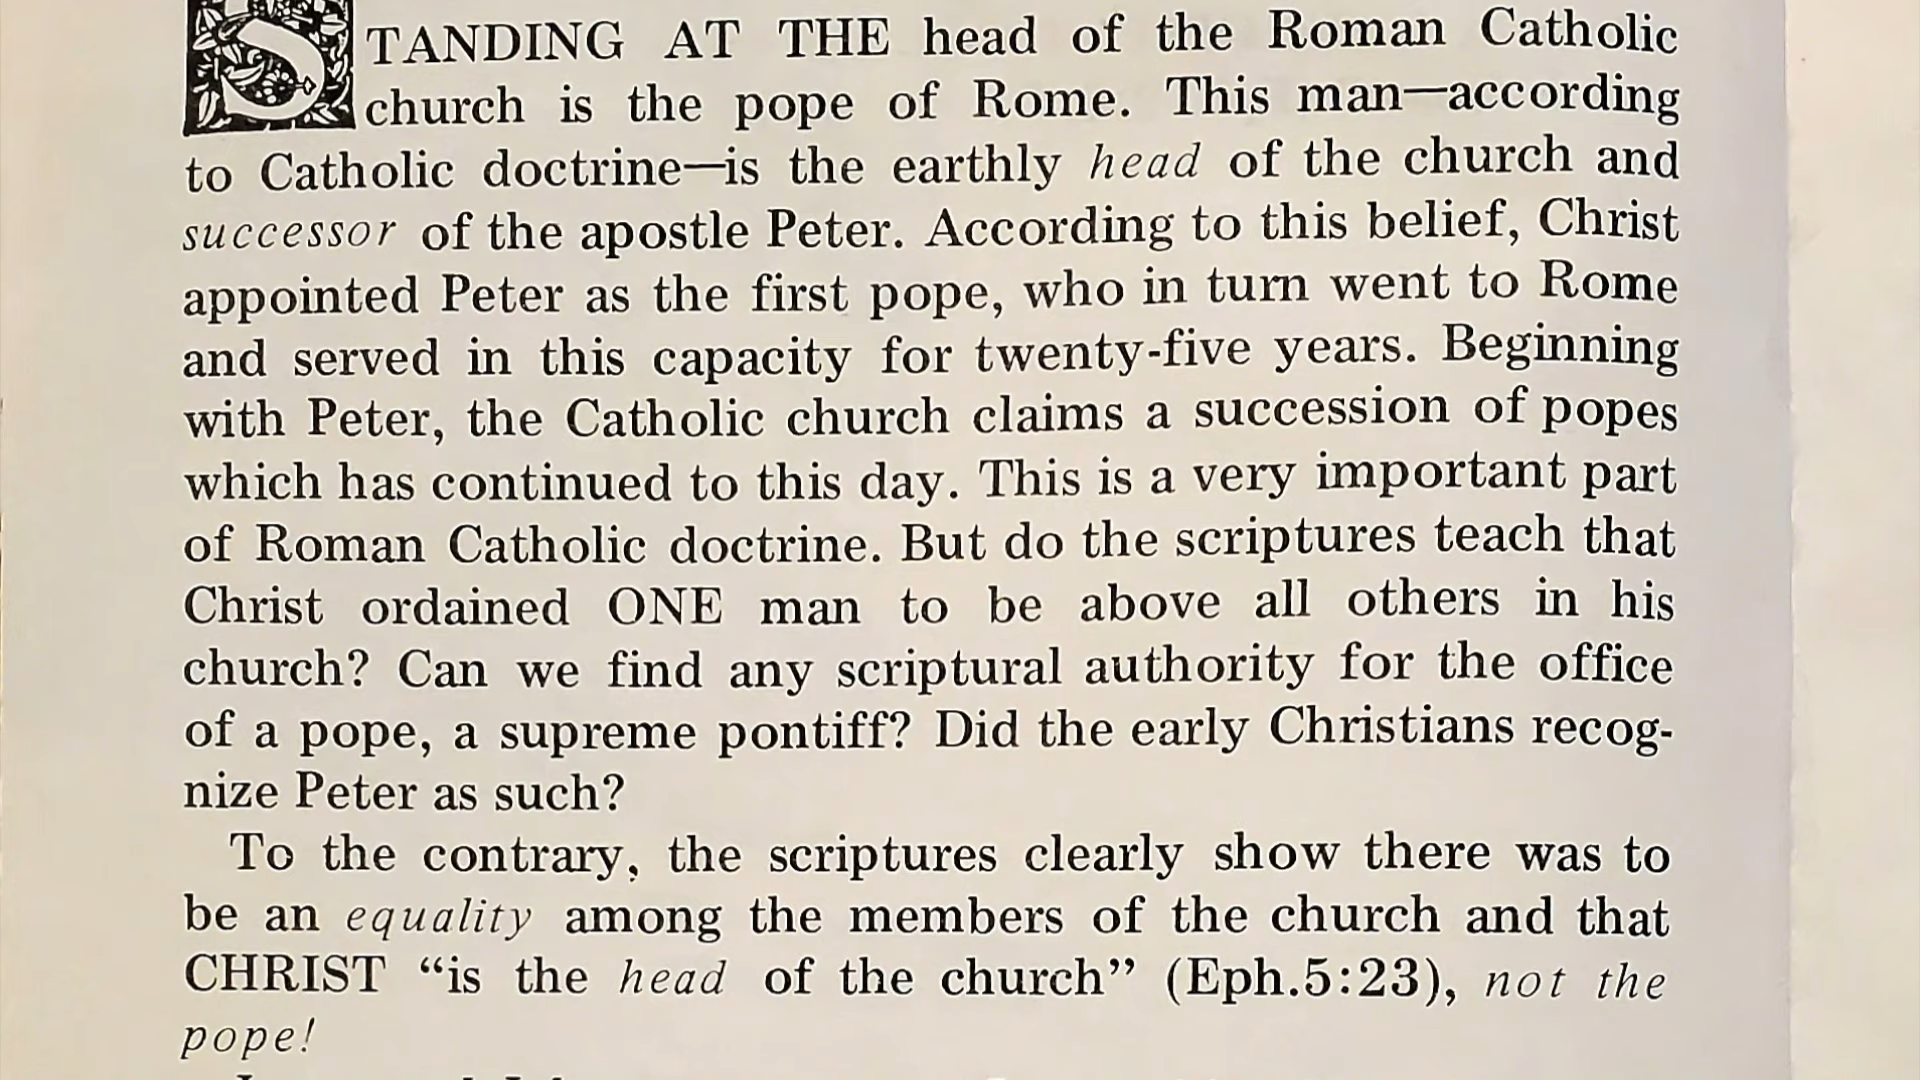 STANDING AT THE head of the Roman Catholic
church is the pope of Rome. This man—according
to Catholic doctrine—is the earthly head of the church and
successor of the apostle Peter. According to this belief, Christ
appointed Peter as the first pope, who in turn went to Rome
and served in this capacity for twenty-five years. Beginning
with Peter, the Catholic church claims a succession of popes
which has continued to this day. This is a very important part
of Roman Catholic doctrine. But do the scriptures teach that
Christ ordained ONE man to be above all others in his
church? Can we find any scriptural authority for the office
of a pope, a supreme pontiff? Did the early Christians recog-
nize Peter as such?
To the contrary, the scriptures clearly show there was to
be an equality among the members of the church and that
CHRIST “is the head of the church” (Eph.5:23), not the
pope!